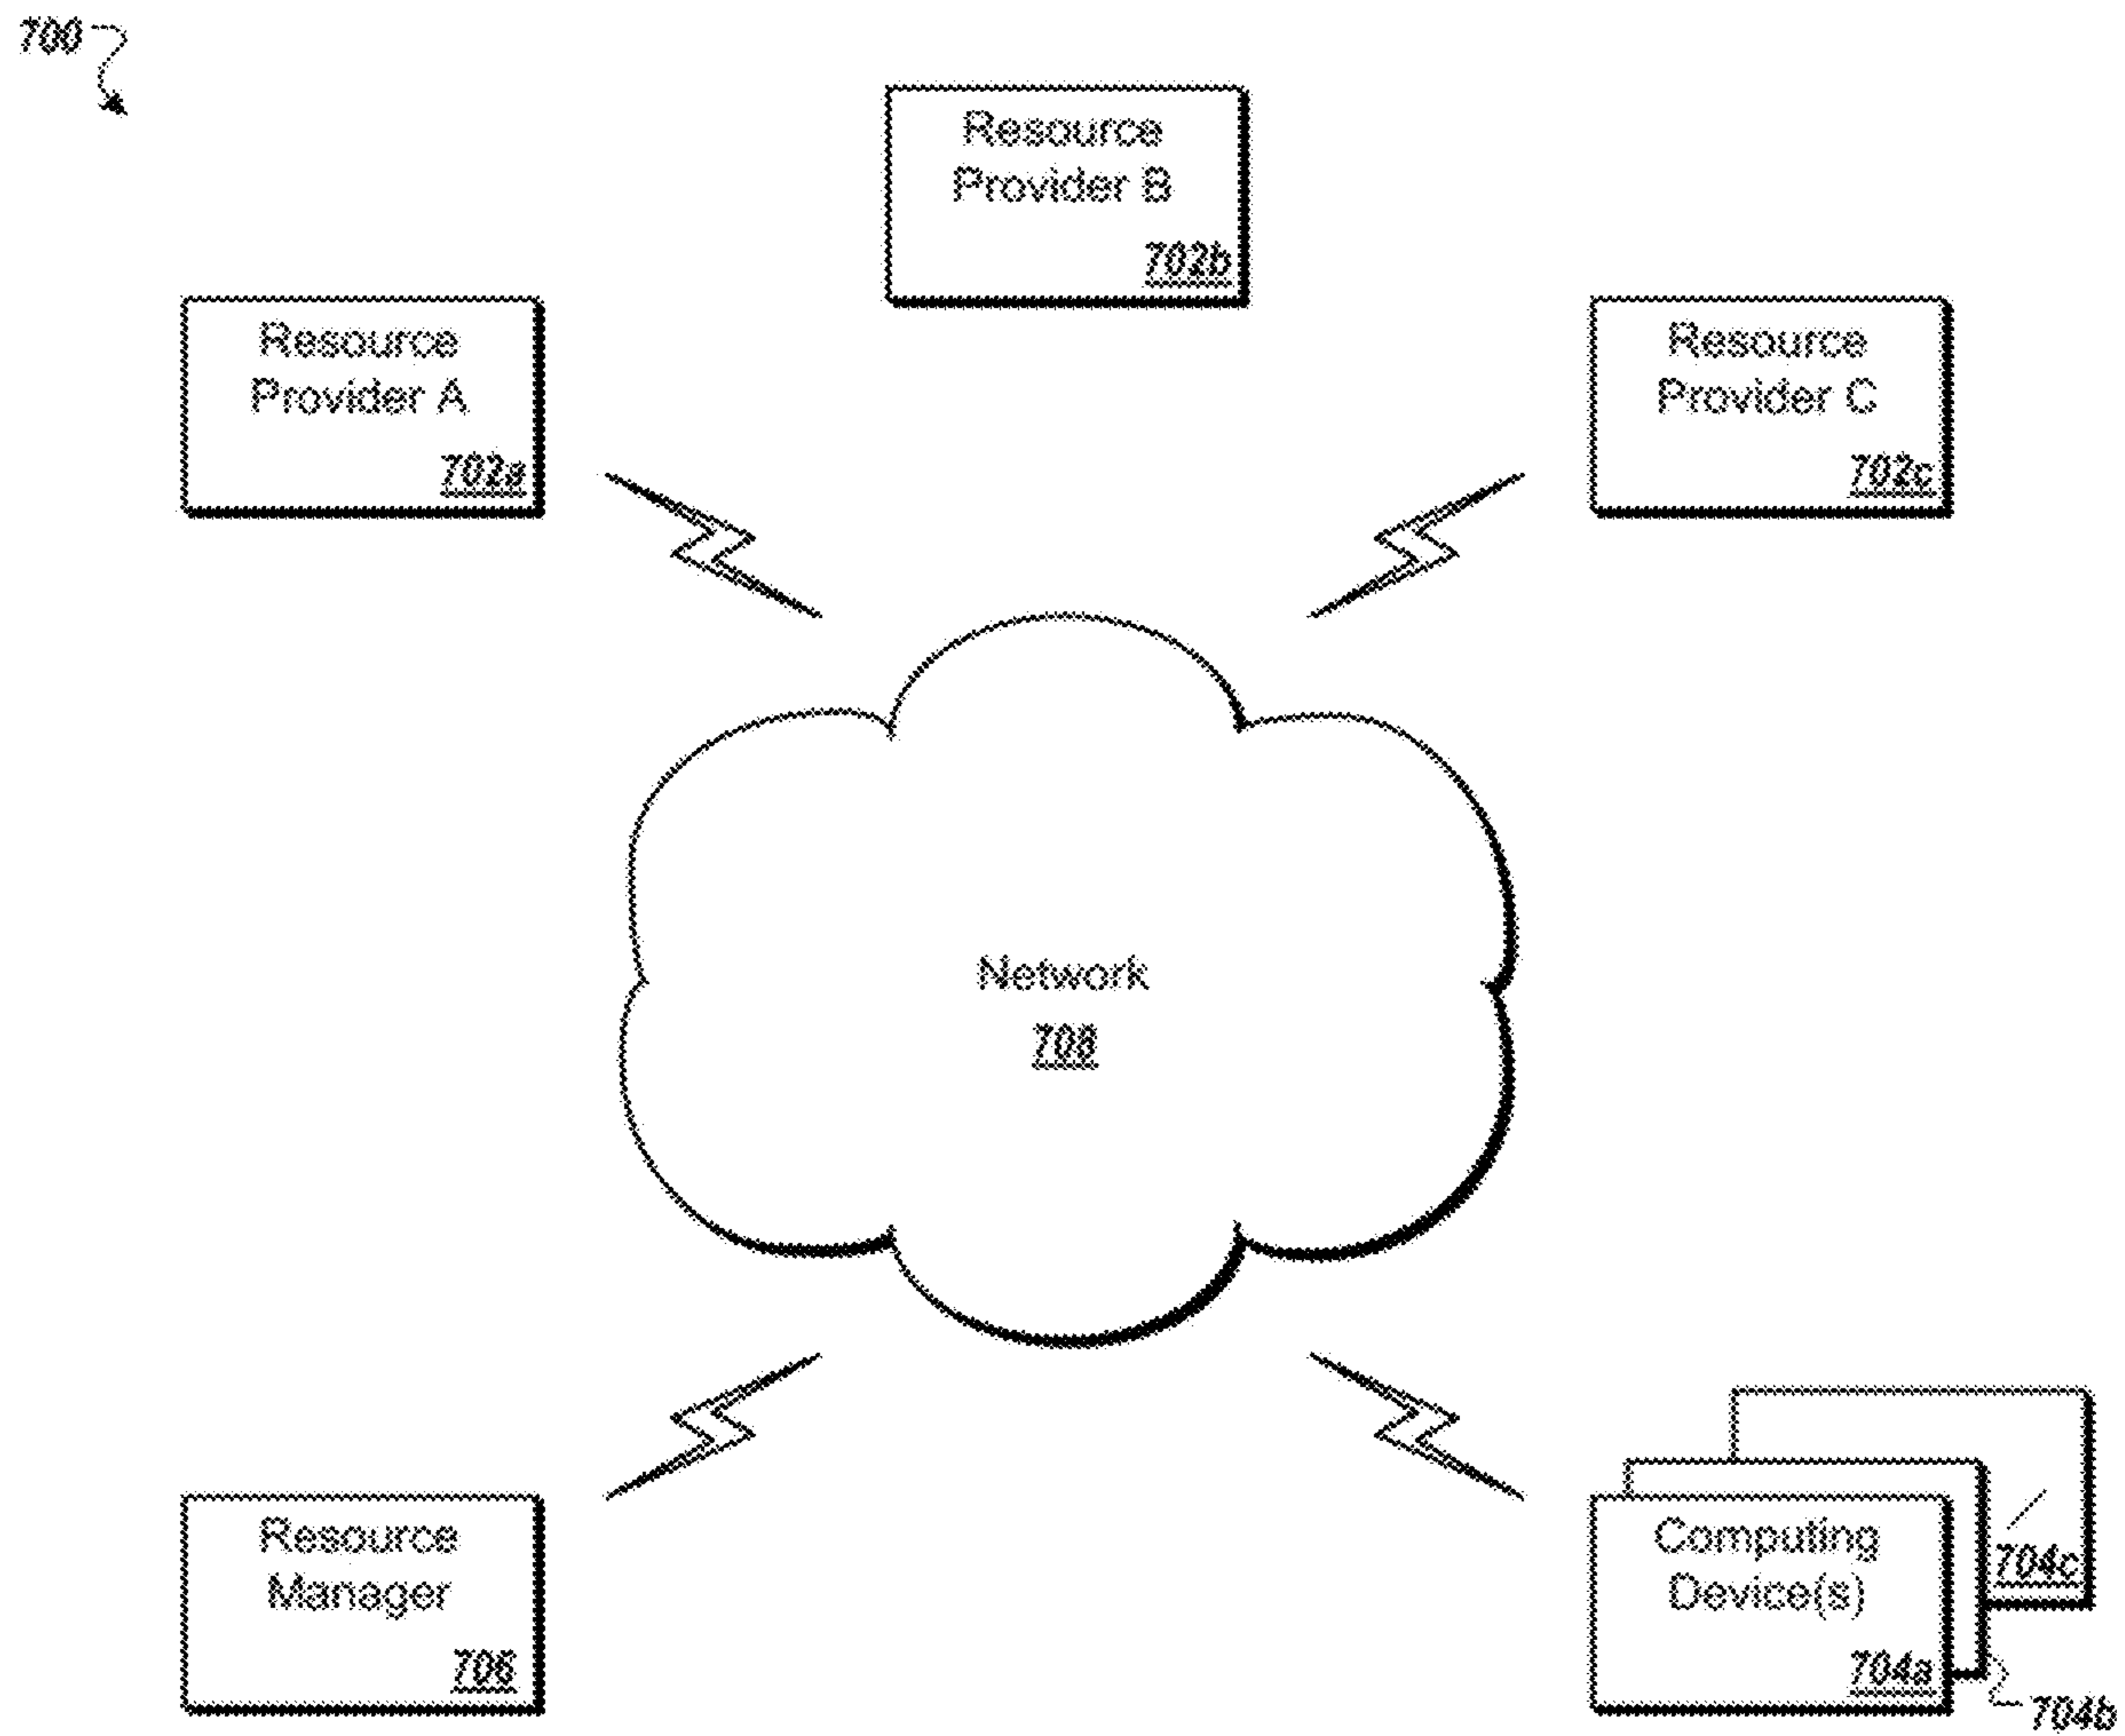 700
Resource
Provider B
702b
Resource
Provider A
702a
Resource
Provider C
702c
Network
708
Resource
Manager
706
Computing
Device(s)
704a
704b
704c